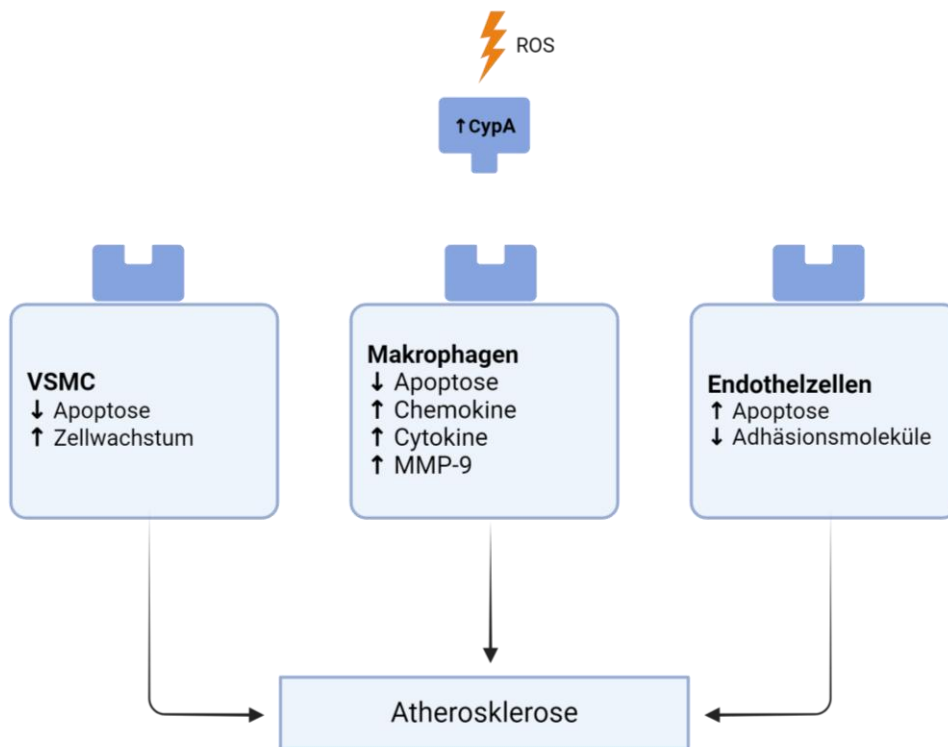 ROS
↑CypA
VSMC
↓ Apoptose
↑ Zellwachstum
Makrophagen
↓ Apoptose
↑ Chemokine
↑ Cytokine
↑ MMP-9
Endothelzellen
↑ Apoptose
↓ Adhäsionsmoleküle
Atherosklerose